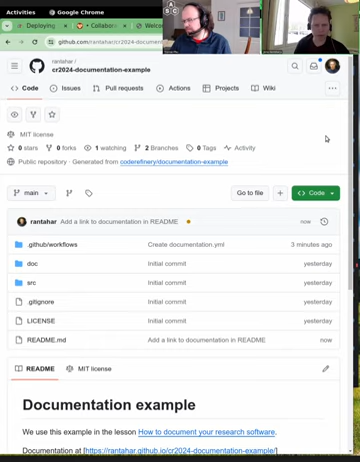 Activities
Google Chrome
Deploying
Collabor
Welcom
github.com/rantahar/cr2024-document
rantahar /
cr2024-documentation-example
Code
Issues
Pull requests
Actions
Projects
Wiki
MIT license
0 stars
0 forks
1 watching
2 Branches
0 Tags
Activity
Public repository · Generated from coderefinery/documentation-example
main
Go to file
Code
rantahar Add a link to documentation in README now
.github/workflows Create documentation.yml 3 minutes ago
doc Initial commit yesterday
src Initial commit yesterday
.gitignore Initial commit yesterday
LICENSE Initial commit yesterday
README.md Add a link to documentation in README now
README MIT license
Documentation example
We use this example in the lesson How to document your research software.
Documentation at [https://rantahar.github.io/cr2024-documentation-example/]